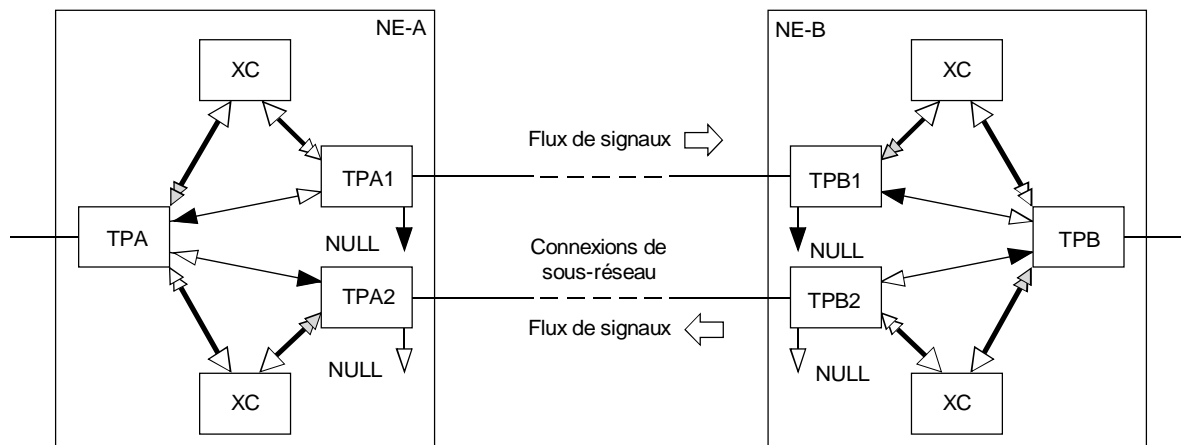 NE-A
NE-B
XC
XC
Flux de signaux
TPA1
TPB1
TPA
NULL
Connexions de
sous-réseau
NULL
TPB
TPA2
TPB2
Flux de signaux
NULL
NULL
XC
XC